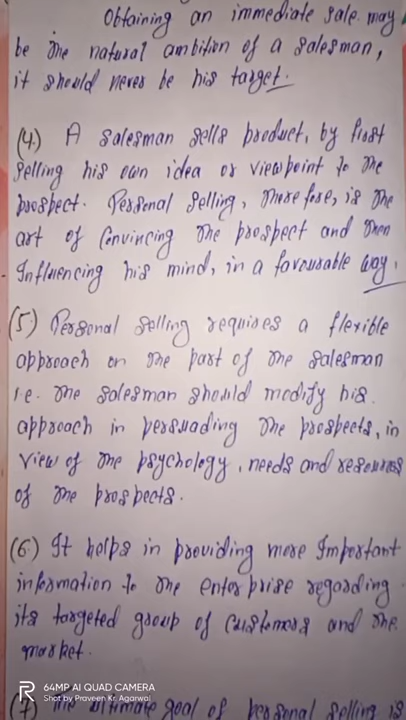 Obtaining an immediate sale. may
be the natural ambition of a salesman,
it should never be his target.
(4.) A salesman sells product, by first
selling his own idea or viewpoint to the
prospect. Personal selling, therefore, is the
art of convincing the prospect and then
Influencing his mind, in a favourable way.
(5) Personal selling requires a flexible
approach on the part of the salesman
i.e. the salesman should modify his
approach in persuading the prospects, in
view of the psychology, needs and resources
of the prospects.
(6.) It helps in providing more Important
information to the enterprise regarding
its targeted group of customers and the
market.
(7) The ultimate goal of personal selling is
64MP AI QUAD CAMERA
Shot by Praveen Kr. Agarwal